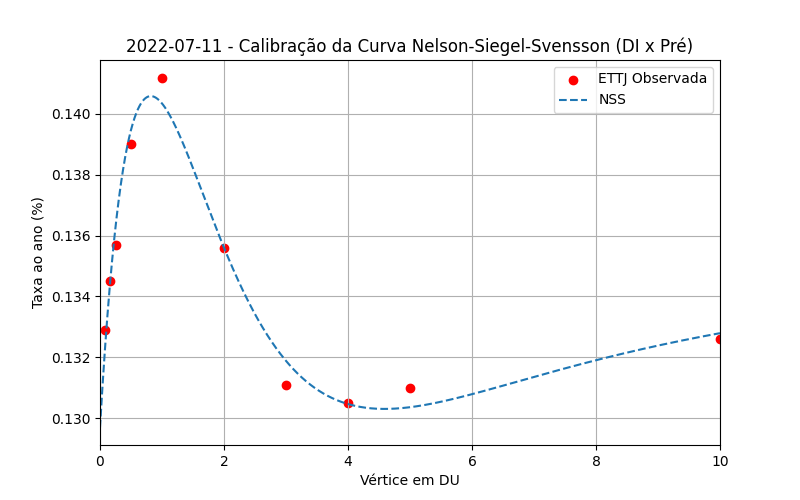 2022-07-11 - Calibração da Curva Nelson-Siegel-Svensson (DI x Pré)
ETTJ Observada
NSS
Taxa ao ano (%)
0.140
0.138
0.136
0.134
0.132
0.130
0 2 4 6 8 10
Vértice em DU